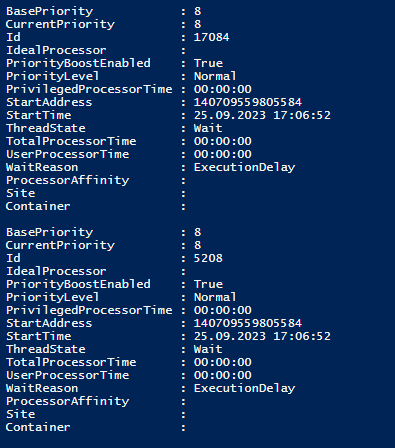 BasePriority : 8
CurrentPriority : 8
Id : 17084
IdealProcessor :
PriorityBoostEnabled : True
PriorityLevel : Normal
PrivilegedProcessorTime : 00:00:00
StartAddress : 140709559805584
StartTime : 25.09.2023 17:06:52
ThreadState : Wait
TotalProcessorTime : 00:00:00
UserProcessorTime : 00:00:00
WaitReason : ExecutionDelay
ProcessorAffinity :
Site :
Container :
BasePriority : 8
CurrentPriority : 8
Id : 5208
IdealProcessor :
PriorityBoostEnabled : True
PriorityLevel : Normal
PrivilegedProcessorTime : 00:00:00
StartAddress : 140709559805584
StartTime : 25.09.2023 17:06:52
ThreadState : Wait
TotalProcessorTime : 00:00:00
UserProcessorTime : 00:00:00
WaitReason : ExecutionDelay
ProcessorAffinity :
Site :
Container :